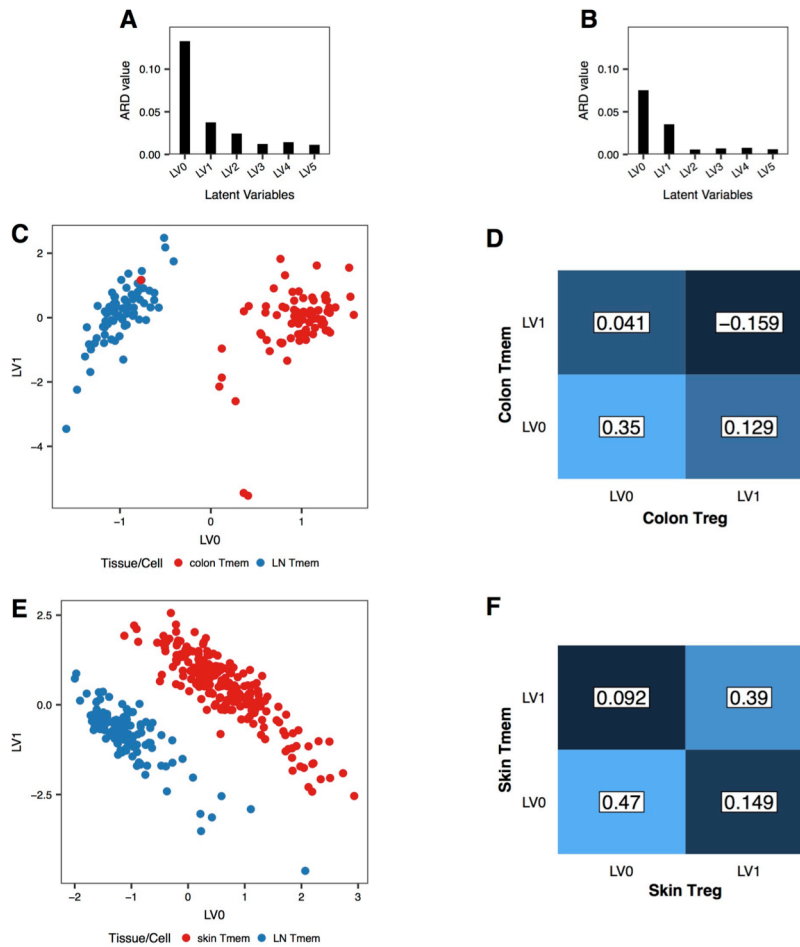 A
ARD value
0.10
0.05
0.00
LV0 LV1 LV2 LV3 LV4 LV5
Latent Variables
B
ARD value
0.10
0.05
0.00
LV0 LV1 LV2 LV3 LV4 LV5
Latent Variables
C
LV1
2
0
−2
−4
−1 0 1
LV0
Tissue/Cell colon Tmem LN Tmem
D
Colon Tmem
LV1 0.041 −0.159
LV0 0.35 0.129
LV0 LV1
Colon Treg
E
LV1
2.5
0.0
−2.5
−2 −1 0 1 2 3
LV0
Tissue/Cell skin Tmem LN Tmem
F
Skin Tmem
LV1 0.092 0.39
LV0 0.47 0.149
LV0 LV1
Skin Treg